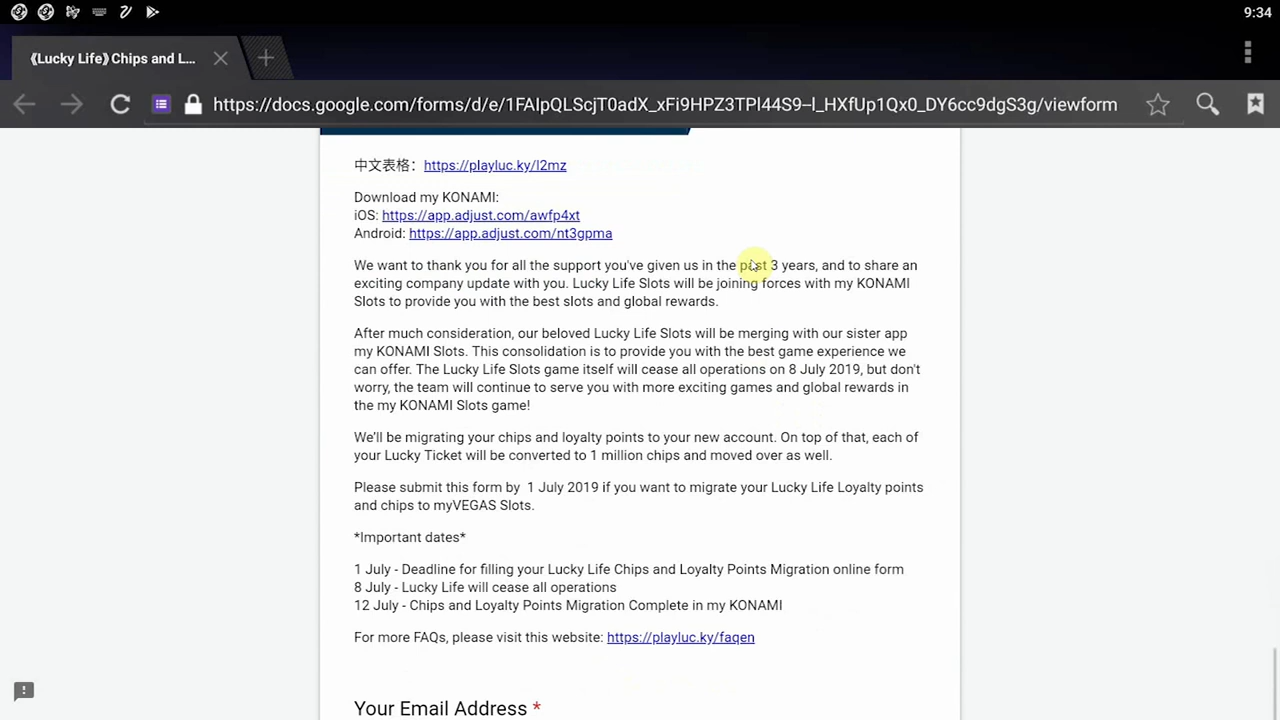 9:34
《Lucky Life》Chips and L...
https://docs.google.com/forms/d/e/1FAIpQLScjT0adX_xFi9HPZ3TPl44S9--l_HXfUp1Qx0_DY6cc9dgS3g/viewform
中文表格：https://playluc.ky/l2mz
Download my KONAMI:
iOS: https://app.adjust.com/awfp4xt
Android: https://app.adjust.com/nt3gpma
We want to thank you for all the support you've given us in the past 3 years, and to share an
exciting company update with you. Lucky Life Slots will be joining forces with my KONAMI
Slots to provide you with the best slots and global rewards.
After much consideration, our beloved Lucky Life Slots will be merging with our sister app
my KONAMI Slots. This consolidation is to provide you with the best game experience we
can offer. The Lucky Life Slots game itself will cease all operations on 8 July 2019, but don't
worry, the team will continue to serve you with more exciting games and global rewards in
the my KONAMI Slots game!
We'll be migrating your chips and loyalty points to your new account. On top of that, each of
your Lucky Ticket will be converted to 1 million chips and moved over as well.
Please submit this form by  1 July 2019 if you want to migrate your Lucky Life Loyalty points
and chips to myVEGAS Slots.
*Important dates*
1 July - Deadline for filling your Lucky Life Chips and Loyalty Points Migration online form
8 July - Lucky Life will cease all operations
12 July - Chips and Loyalty Points Migration Complete in my KONAMI
For more FAQs, please visit this website: https://playluc.ky/faqen
Your Email Address *